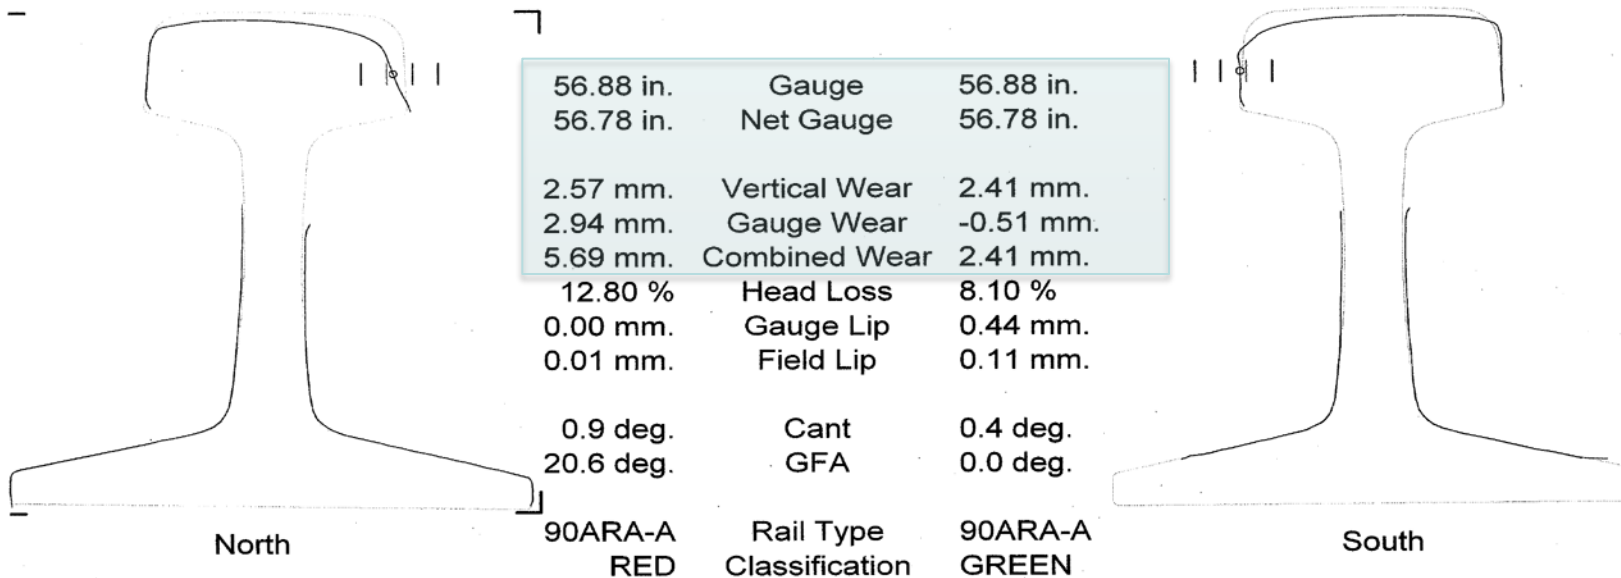 56.88 in. Gauge 56.88 in.
56.78 in. Net Gauge 56.78 in.
2.57 mm. Vertical Wear 2.41 mm.
2.94 mm. Gauge Wear -0.51 mm.
5.69 mm. Combined Wear 2.41 mm.
12.80 % Head Loss 8.10 %
0.00 mm. Gauge Lip 0.44 mm.
0.01 mm. Field Lip 0.11 mm.
0.9 deg. Cant 0.4 deg.
20.6 deg. GFA 0.0 deg.
90ARA-A Rail Type 90ARA-A
RED Classification GREEN
North
South